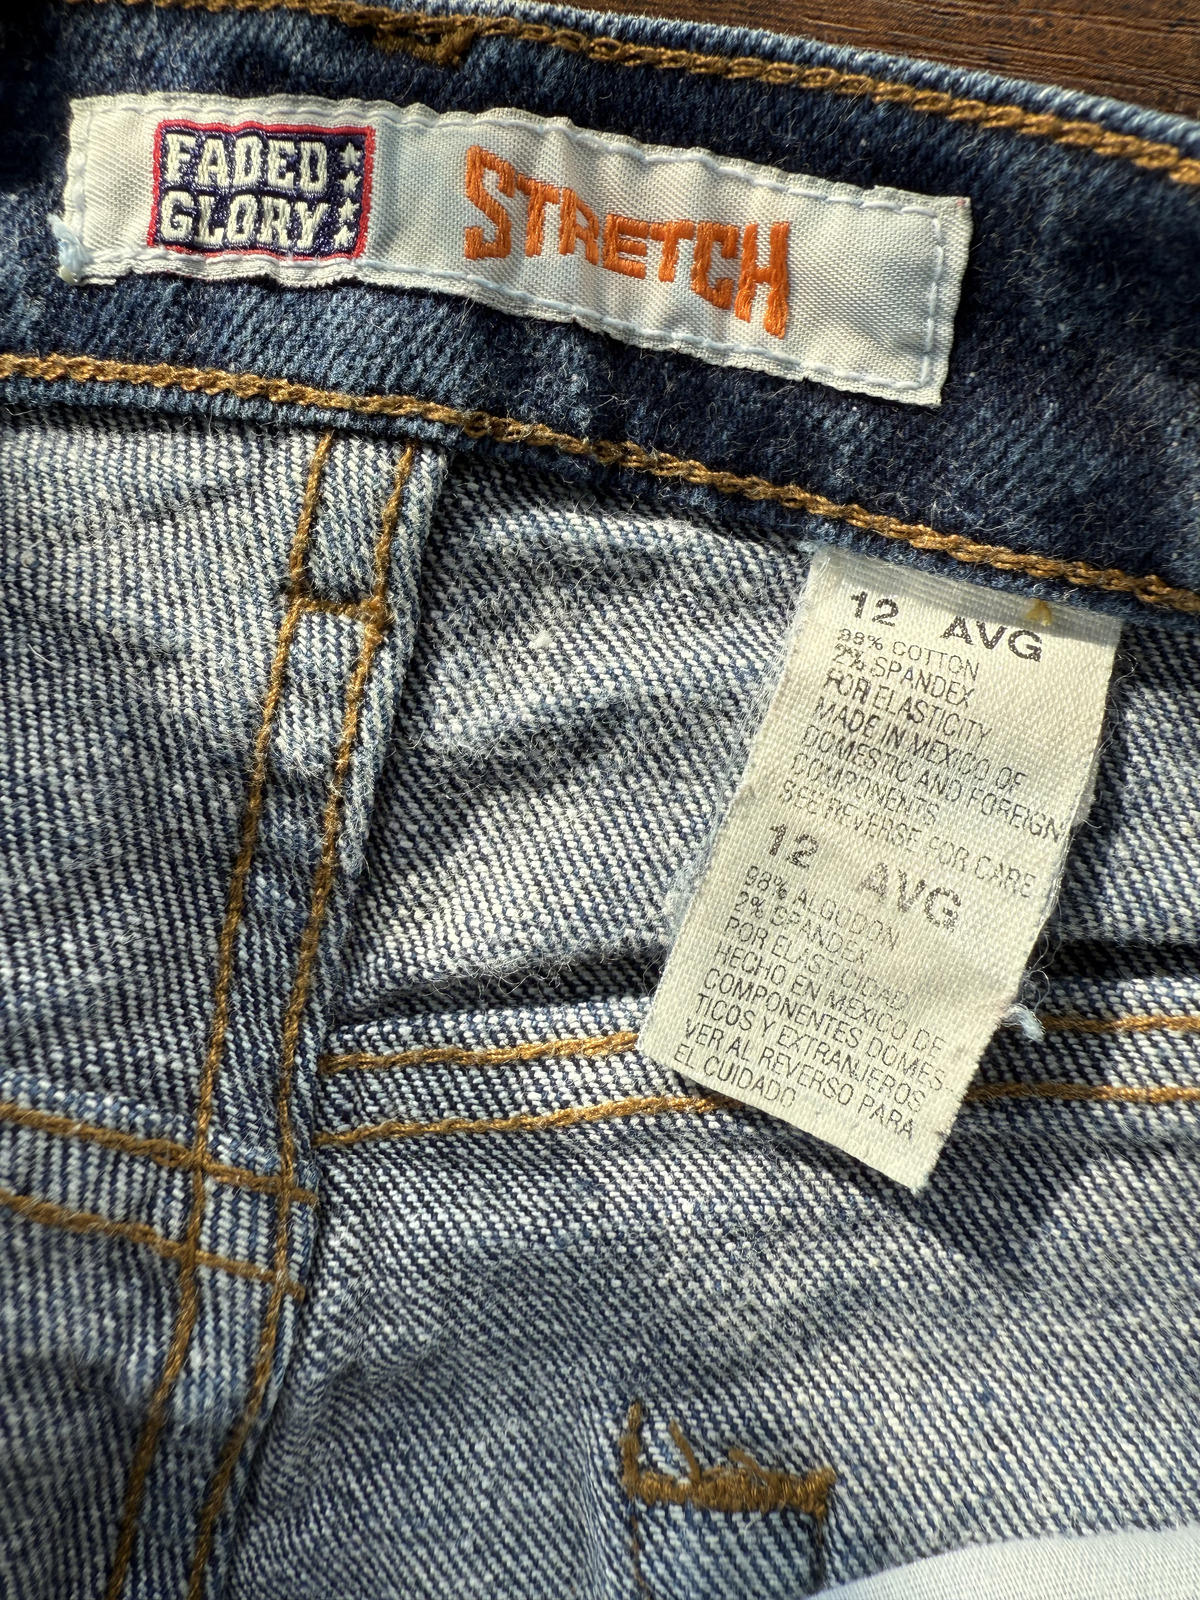 FADED
GLORY
STRETCH
12 AVG
98% COTTON
2% SPANDEX
FOR ELASTICITY
MADE IN MEXICO OF
DOMESTIC AND FOREIGN
COMPONENTS
SEE REVERSE FOR CARE
12 AVG
98% ALGODON
2% SPANDEX
POR ELASTICIDAD
HECHO EN MEXICO DE
COMPONENTES DOMES-
TICOS Y EXTRANJEROS
VER AL REVERSO PARA
EL CUIDADO